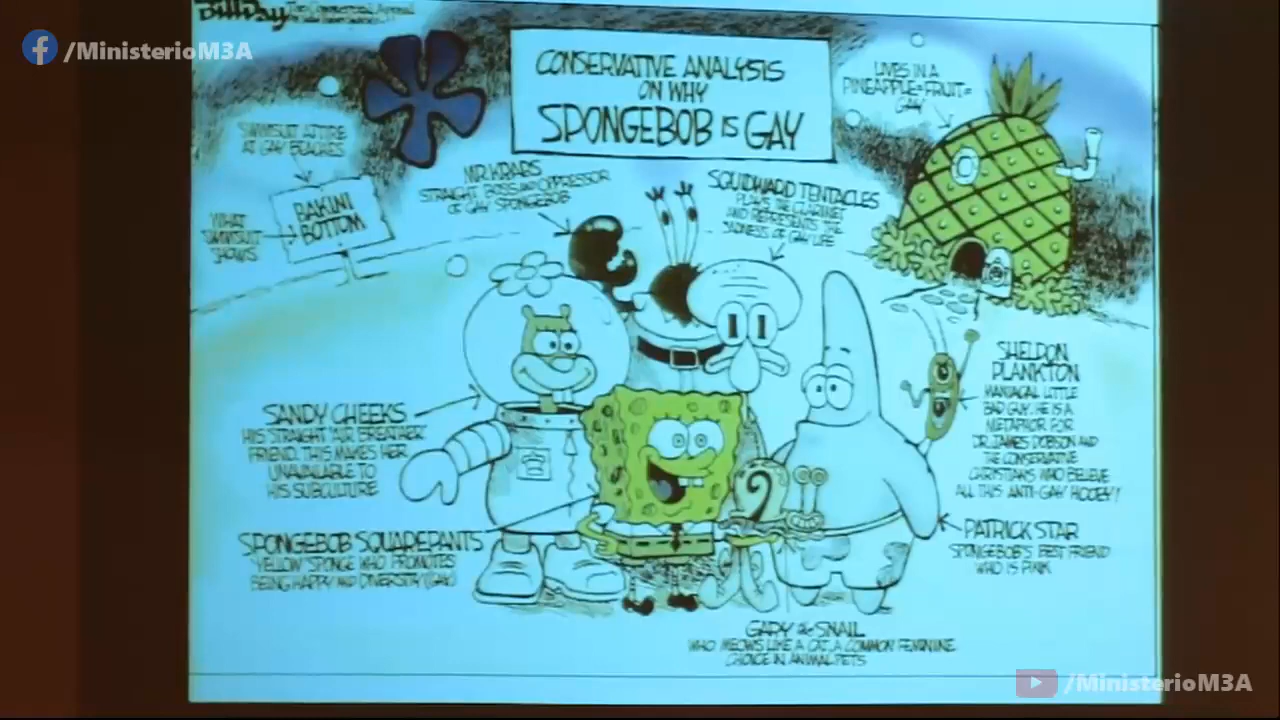 /MinisterioM3A
Bill Day The Commercial Appeal
CONSERVATIVE ANALYSIS
ON WHY
SPONGEBOB IS GAY
LIVES IN A
PINEAPPLE=FRUIT=
GAY
SWIMSUIT ATTIRE
AT GAY BEACHES
BAKINI
BOTTOM
WHAT
SWIMSUIT
SHOWS
MR. KRABS
STRAIGHT, BOSS AND OPPRESSOR
OF GAY SPONGEBOB
SQUIDWARD TENTACLES
PLAYS THE CLARINET
AND REPRESENTS THE
SADNESS OF GAY LIFE
SHELDON
PLANKTON
MANIACAL LITTLE
BAD GUY. HE IS A
METAPHOR FOR
DR. JAMES DOBSON AND
THE CONSERVATIVE
CHRISTIANS WHO BELIEVE
ALL THIS ANTI-GAY HOOEY!
SANDY CHEEKS
HIS STRAIGHT "AIR BREATHER"
FRIEND. THIS MAKES HER
UNAVAILABLE TO
HIS SUBCULTURE
SPONGEBOB SQUAREPANTS
"YELLOW" SPONGE WHO PROMOTES
BEING HAPPY AND DIVERSITY (GAY)
PATRICK STAR
SPONGEBOB'S BEST FRIEND
WHO IS PINK
GARY the SNAIL
WHO MEOWS LIKE A CAT, A COMMON FEMININE
CHOICE IN ANIMAL PETS
/MinisterioM3A